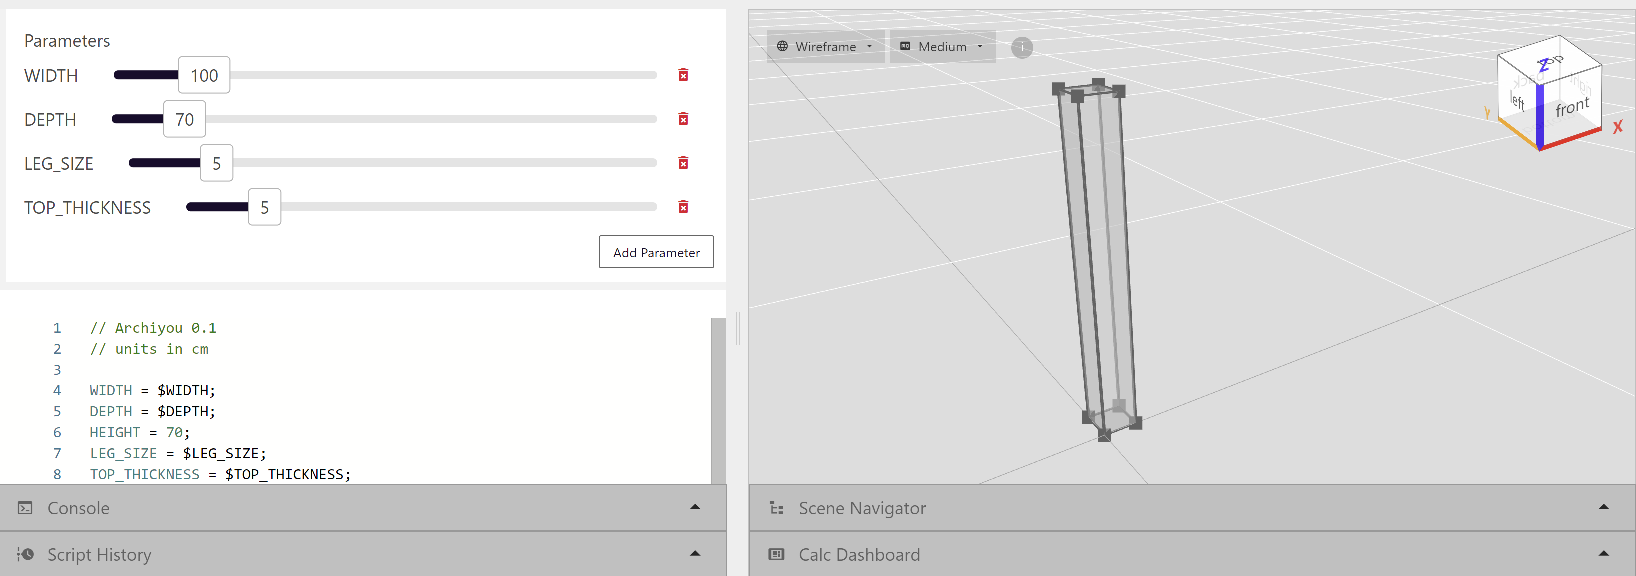 Parameters
WIDTH 100
DEPTH 70
LEG_SIZE 5
TOP_THICKNESS 5
Add Parameter
1 // Archiyou 0.1
2 // units in cm
3
4 WIDTH = $WIDTH;
5 DEPTH = $DEPTH;
6 HEIGHT = 70;
7 LEG_SIZE = $LEG_SIZE;
8 TOP_THICKNESS = $TOP_THICKNESS;
Console
Script History
Wireframe
Medium
Z
top
back
right
left
front
Y
X
Scene Navigator
Calc Dashboard